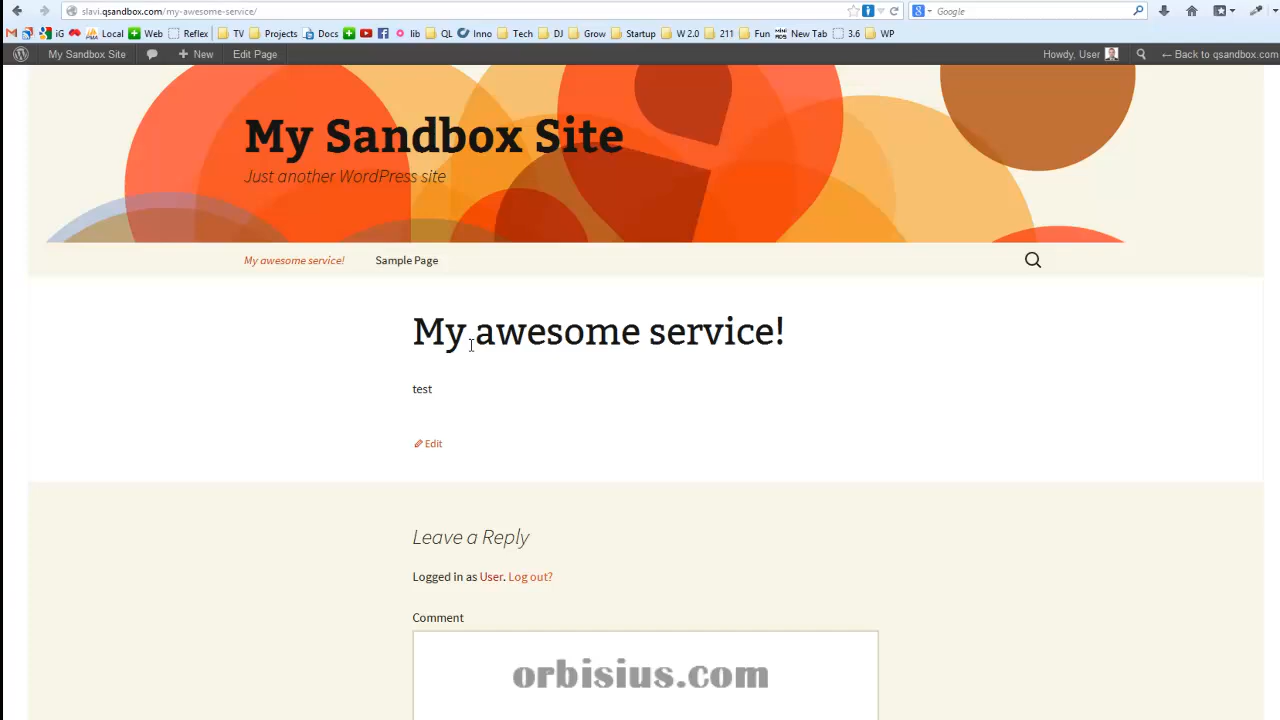 slavi.qsandbox.com/my-awesome-service/
Google
iG Local Web Reflex TV Projects Docs lib QL Inno Tech DJ Grow Startup W 2.0 211 Fun New Tab 3.6 WP
My Sandbox Site + New Edit Page Howdy, User ← Back to qsandbox.com
My Sandbox Site
Just another WordPress site
My awesome service! Sample Page
My awesome service!
test
Edit
Leave a Reply
Logged in as User. Log out?
Comment
orbisius.com